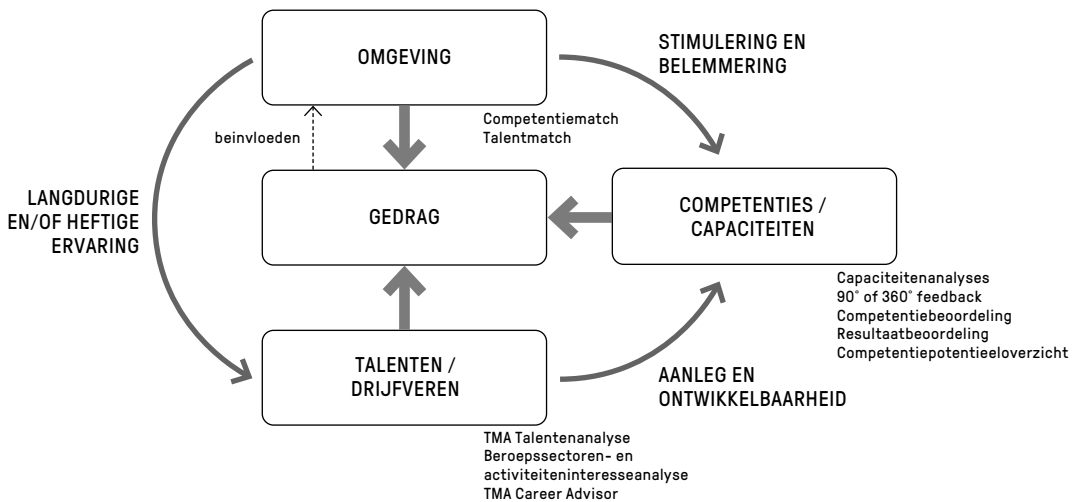 OMGEVING
STIMULERING EN
BELEMMERING
Competentiematch
Talentmatch
beinvloeden
LANGDURIGE
EN/OF HEFTIGE
ERVARING
GEDRAG
COMPETENTIES /
CAPACITEITEN
Capaciteitenanalyses
90˚ of 360˚ feedback
Competentiebeoordeling
Resultaatbeoordeling
Competentiepotentieeloverzicht
TALENTEN /
DRIJFVEREN
AANLEG EN
ONTWIKKELBAARHEID
TMA Talentenanalyse
Beroepssectoren- en
activiteiteninteresseanalyse
TMA Career Advisor